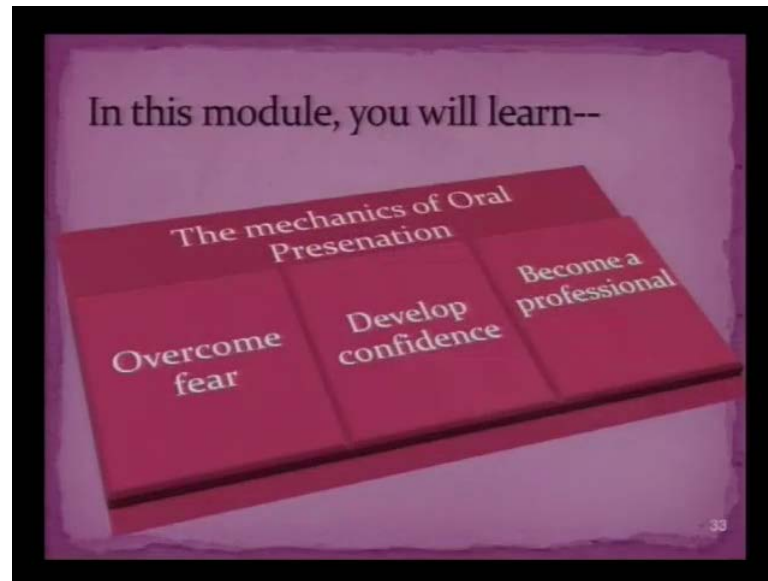 In this module, you will learn--
The mechanics of Oral
Presenation
Overcome
fear
Develop
confidence
Become a
professional
33